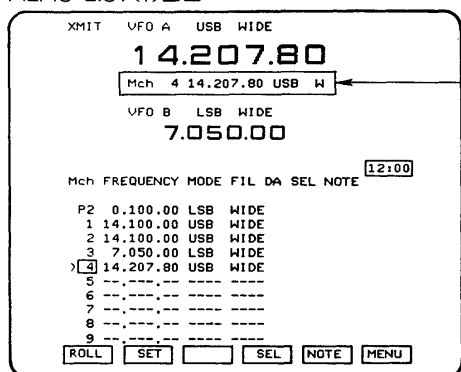 XMIT VFO A USB WIDE
14.207.80
Mch 4 14.207.80 USB W
VFO B LSB WIDE
7.050.00
12:00
Mch FREQUENCY MODE FIL DA SEL NOTE
P2 0.100.00 LSB WIDE
1 14.100.00 USB WIDE
2 14.100.00 USB WIDE
3 7.050.00 LSB WIDE
〉4 14.207.80 USB WIDE
5 --.---.-- --- ----
6 --.---.-- --- ----
7 --.---.-- --- ----
8 --.---.-- --- ----
9 --.---.-- --- ----
ROLL SET SEL NOTE MENU